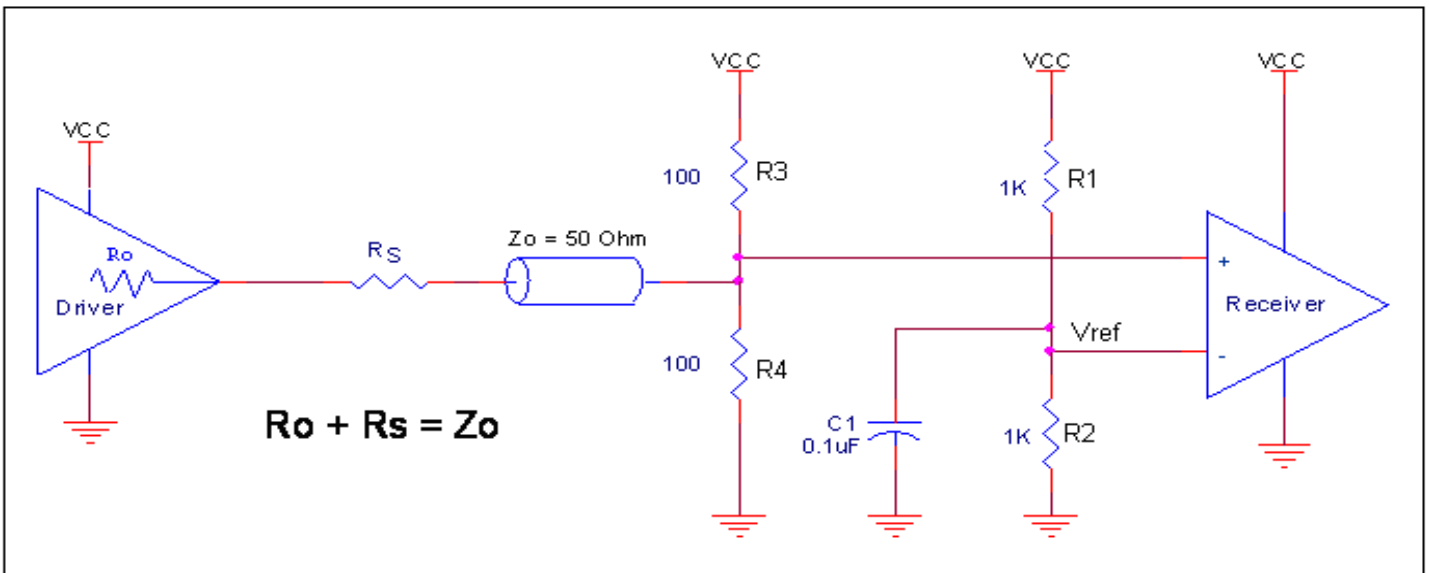 VCC
VCC
VCC
VCC
Ro
Driver
RS
Zo = 50 Ohm
100
R3
1K
R1
+
Receiver
-
Vref
100
R4
Ro + Rs = Zo
C1
0.1uF
1K
R2